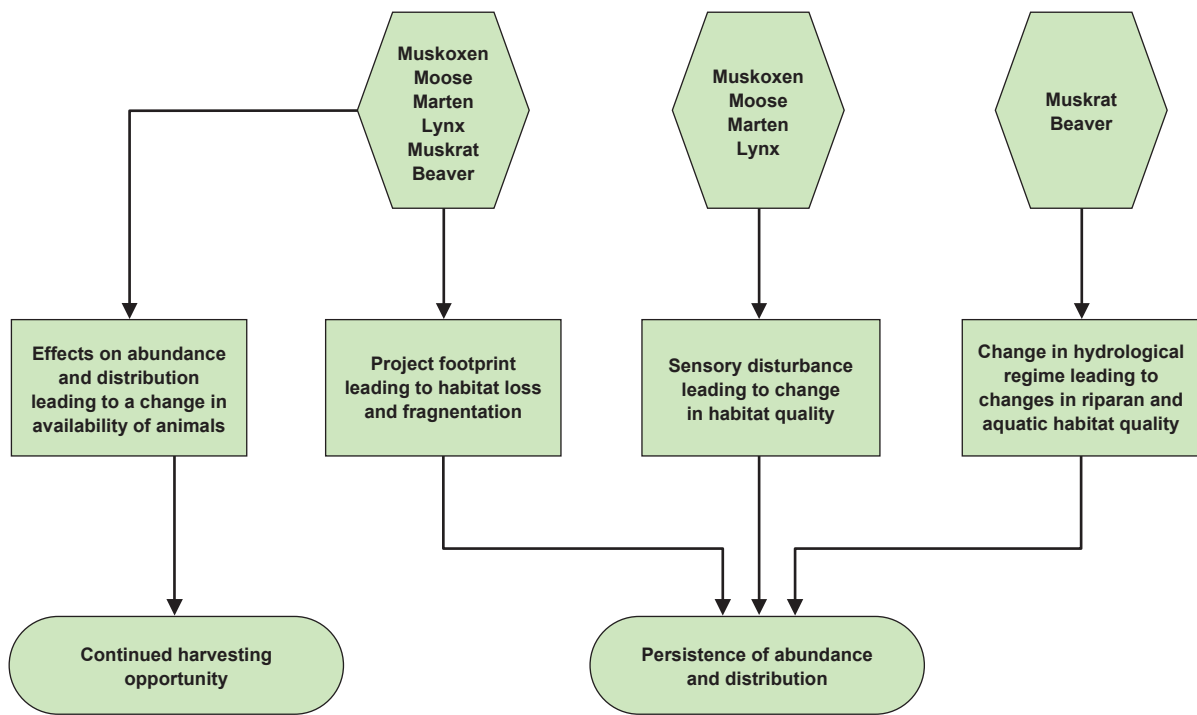 Muskoxen
Moose
Marten
Lynx
Muskrat
Beaver
Muskoxen
Moose
Marten
Lynx
Muskrat
Beaver
Effects on abundance
and distribution
leading to a change in
availability of animals
Project footprint
leading to habitat loss
and fragnentation
Sensory disturbance
leading to change
in habitat quality
Change in hydrological
regime leading to
changes in riparan and
aquatic habitat quality
Continued harvesting
opportunity
Persistence of abundance
and distribution